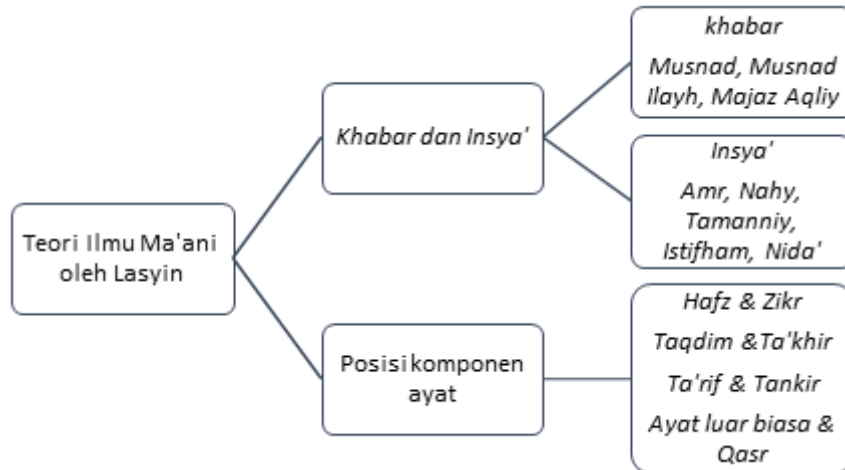 Teori Ilmu Ma'ani
oleh Lasyin
Khabar dan Insya'
khabar
Musnad, Musnad
Ilayh, Majaz Aqliy
Insya'
Amr, Nahy,
Tamanniy,
Istifham, Nida'
Posisi komponen
ayat
Hafz & Zikr
Taqdim &Ta'khir
Ta'rif & Tankir
Ayat luar biasa &
Qasr